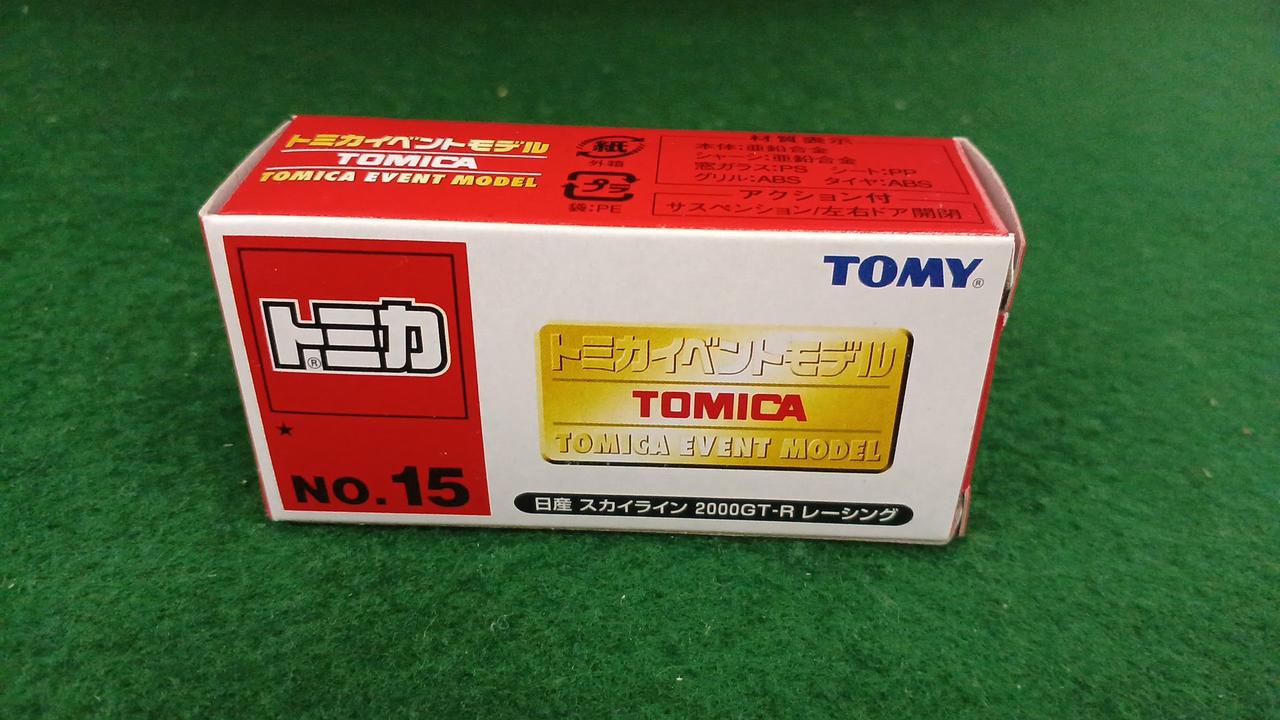 トミカイベントモデル
TOMICA
TOMICA EVENT MODEL
紙
外箱
プラ
袋:PE
材質表示
本体:亜鉛合金
シャーシ:亜鉛合金
窓ガラス:PS シート:PP
グリル:ABS タイヤ:ABS
アクション付
サスペンション/左右ドア開閉
トミカ®
★
NO.15
TOMY®
トミカイベントモデル
TOMICA
TOMICA EVENT MODEL
日産 スカイライン 2000GT-R レーシング